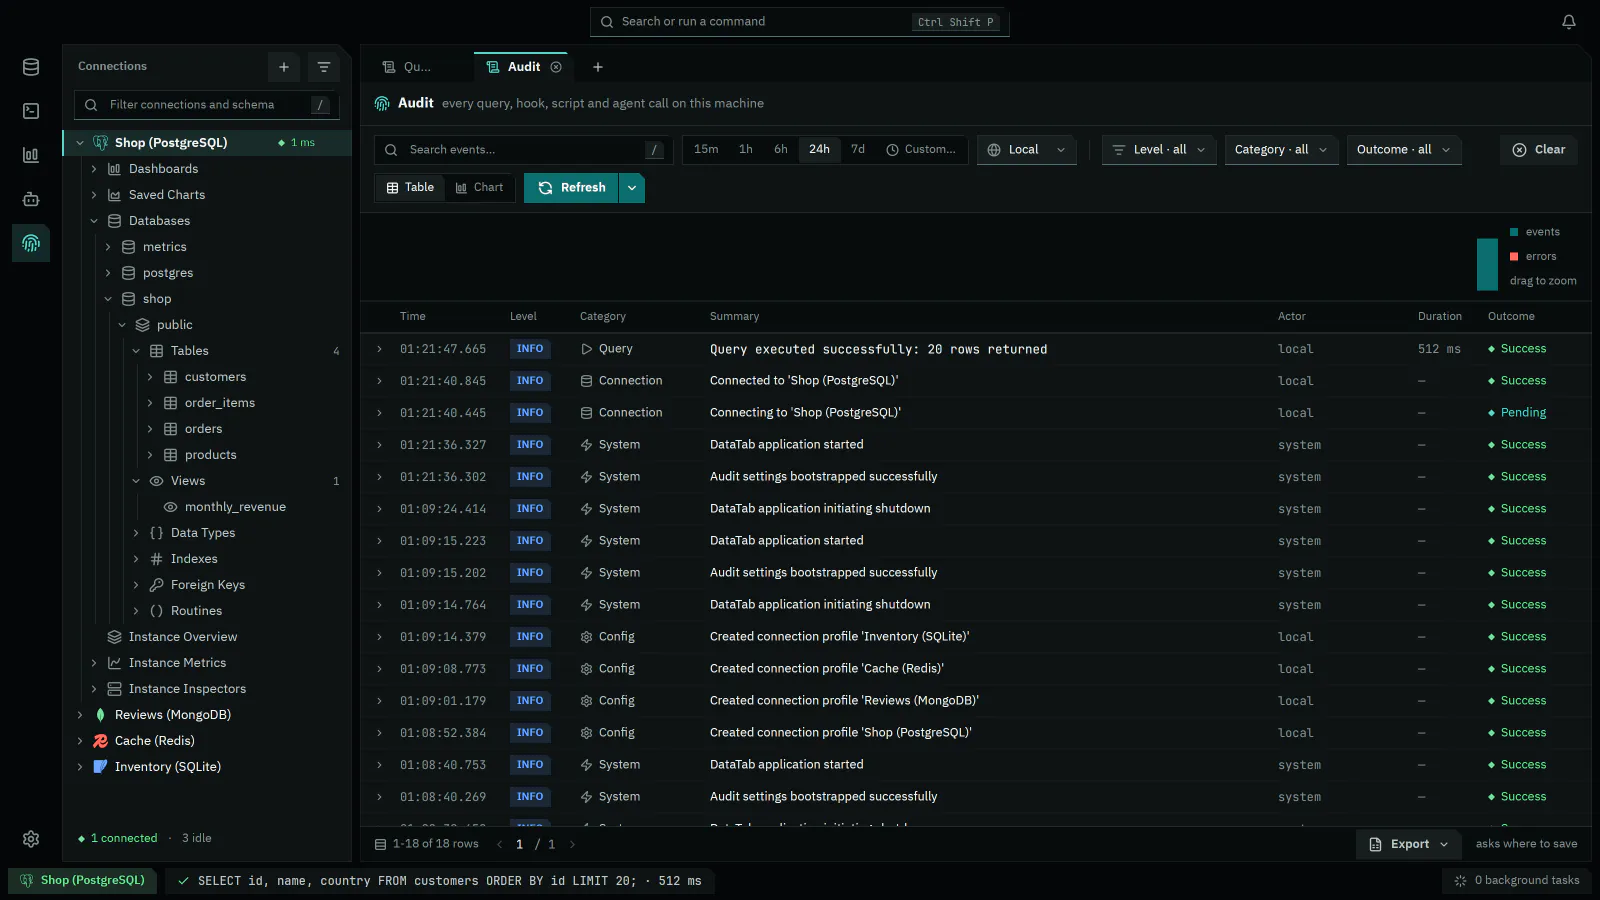 Search or run a command Ctrl Shift P
Connections
Filter connections and schema /
Shop (PostgreSQL) 1 ms
Dashboards
Saved Charts
Databases
metrics
postgres
shop
public
Tables 4
customers
order_items
orders
products
Views 1
monthly_revenue
Data Types
Indexes
Foreign Keys
Routines
Instance Overview
Instance Metrics
Instance Inspectors
Reviews (MongoDB)
Cache (Redis)
Inventory (SQLite)
1 connected · 3 idle
Qu... Audit
Audit every query, hook, script and agent call on this machine
Search events... / 15m 1h 6h 24h 7d Custom... Local Level · all Category · all Outcome · all Clear
Table Chart Refresh
events
errors
drag to zoom
Time Level Category Summary Actor Duration Outcome
01:21:47.665 INFO Query Query executed successfully: 20 rows returned local 512 ms Success
01:21:40.845 INFO Connection Connected to 'Shop (PostgreSQL)' local — Success
01:21:40.445 INFO Connection Connecting to 'Shop (PostgreSQL)' local — Pending
01:21:36.327 INFO System DataTab application started system — Success
01:21:36.302 INFO System Audit settings bootstrapped successfully system — Success
01:09:24.414 INFO System DataTab application initiating shutdown system — Success
01:09:15.223 INFO System DataTab application started system — Success
01:09:15.202 INFO System Audit settings bootstrapped successfully system — Success
01:09:14.764 INFO System DataTab application initiating shutdown system — Success
01:09:14.379 INFO Config Created connection profile 'Inventory (SQLite)' local — Success
01:09:08.773 INFO Config Created connection profile 'Cache (Redis)' local — Success
01:09:01.179 INFO Config Created connection profile 'Reviews (MongoDB)' local — Success
01:08:52.384 INFO Config Created connection profile 'Shop (PostgreSQL)' local — Success
01:08:40.753 INFO System DataTab application started system — Success
01:08:40.269 INFO System Audit settings bootstrapped successfully system — Success
1-18 of 18 rows 1 / 1 Export asks where to save
Shop (PostgreSQL) SELECT id, name, country FROM customers ORDER BY id LIMIT 20; · 512 ms 0 background tasks